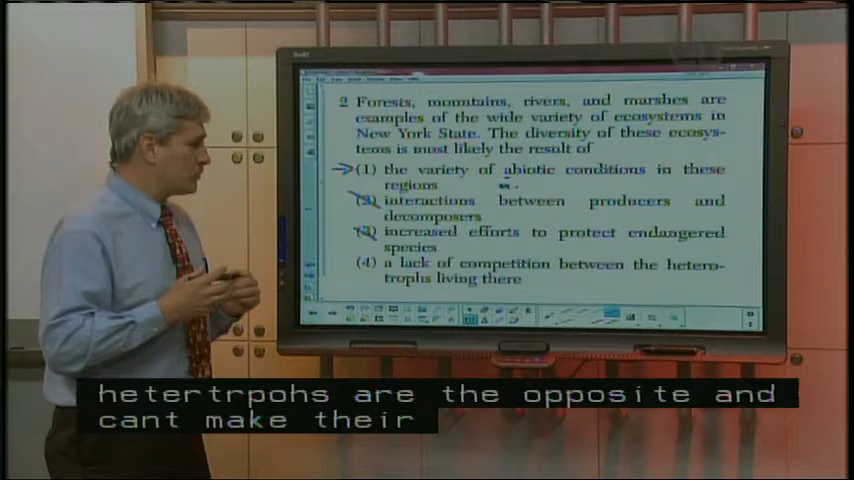 2 Forests, mountains, rivers, and marshes are
examples of the wide variety of ecosystems in
New York State. The diversity of these ecosys-
tems is most likely the result of
(1) the variety of abiotic conditions in these
regions
(2) interactions between producers and
decomposers
(3) increased efforts to protect endangered
species
(4) a lack of competition between the hetero-
trophs living there
hetertrpohs are the opposite and
cant make their